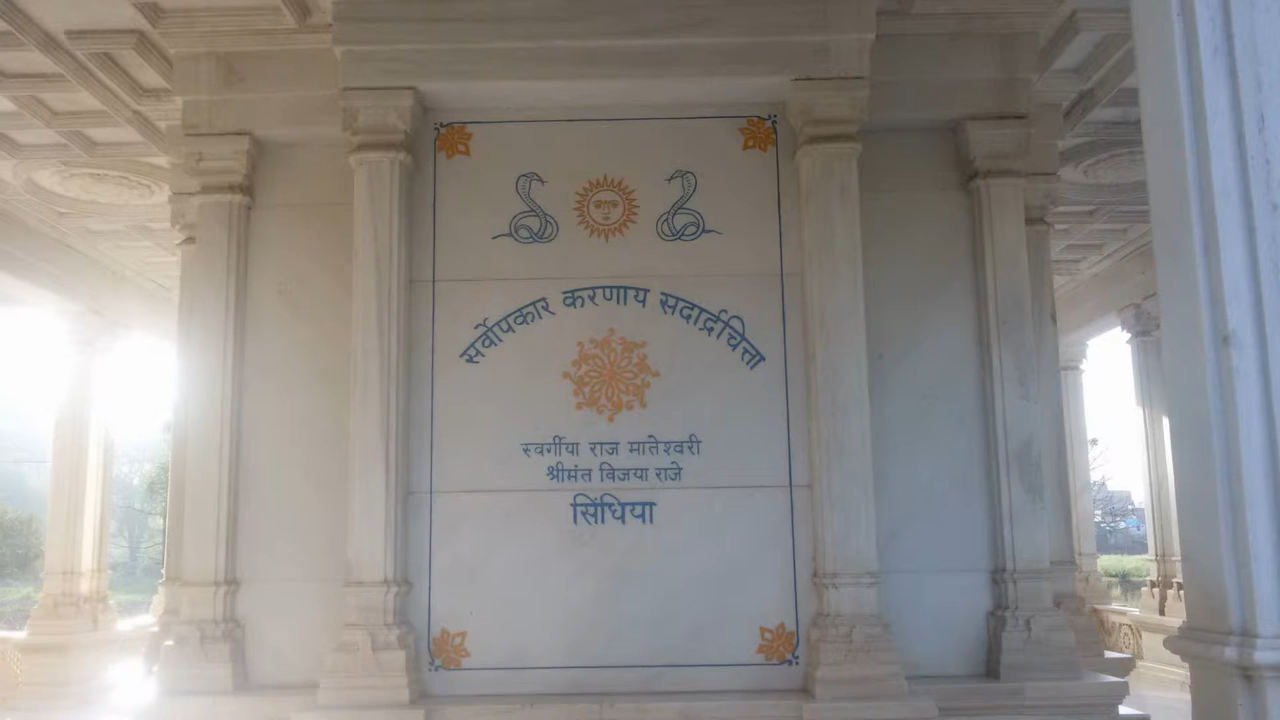 सर्वोपकार करणाय सदार्द्रचित्ता
स्वर्गीया राज मातेश्वरी
श्रीमंत विजया राजे
सिंधिया